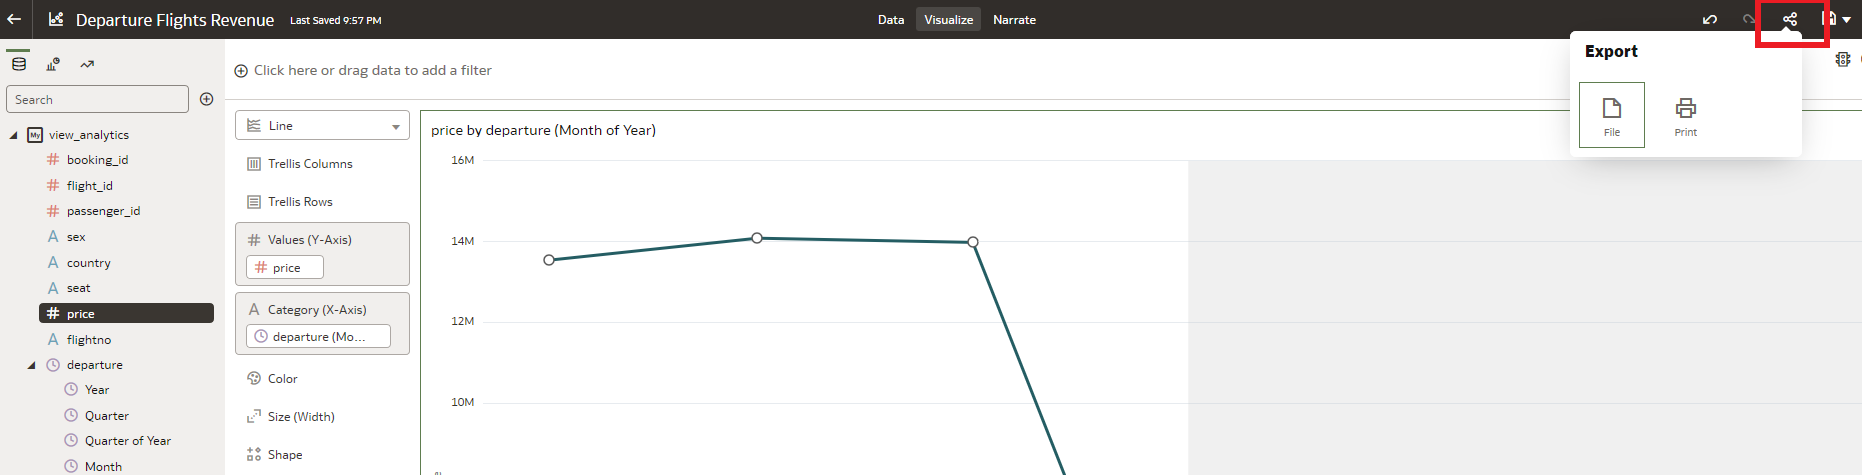 Departure Flights Revenue
Last Saved 9:57 PM
Data
Visualize
Narrate
Export
File
Print
Search
Click here or drag data to add a filter
My
view_analytics
booking_id
flight_id
passenger_id
sex
country
seat
price
flightno
departure
Year
Quarter
Quarter of Year
Month
Line
Trellis Columns
Trellis Rows
Values (Y-Axis)
price
Category (X-Axis)
departure (Mo...
Color
Size (Width)
Shape
price by departure (Month of Year)
16M
14M
12M
10M